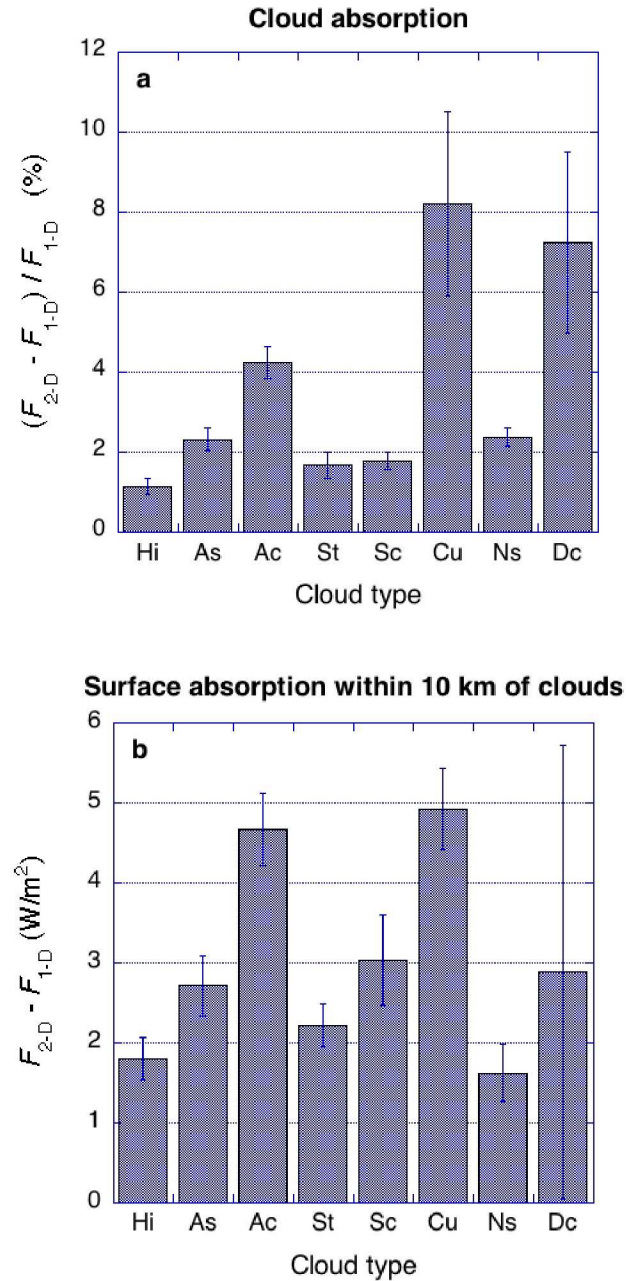 Cloud absorption
a
12
10
8
6
4
2
0
(F2-D - F1-D) / F1-D (%)
Hi As Ac St Sc Cu Ns Dc
Cloud type
Surface absorption within 10 km of clouds
b
6
5
4
3
2
1
0
F2-D - F1-D (W/m²)
Hi As Ac St Sc Cu Ns Dc
Cloud type